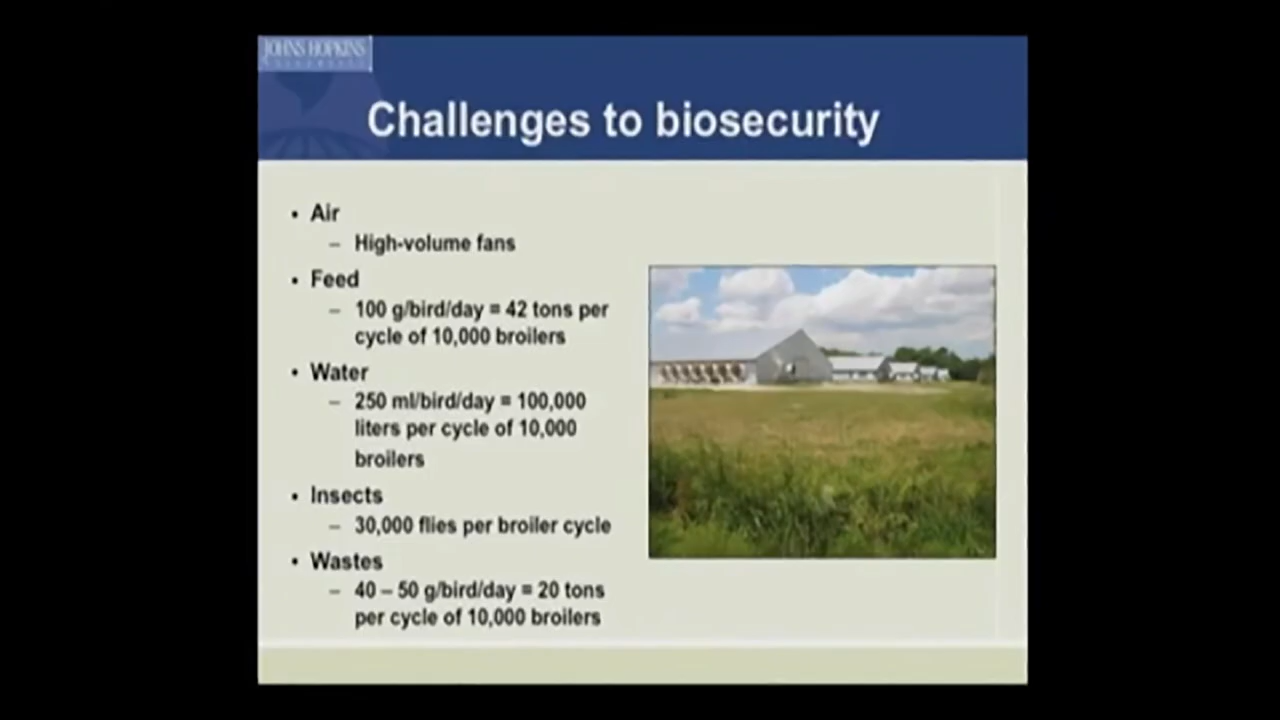 JOHNS HOPKINS
Challenges to biosecurity
• Air
– High-volume fans
• Feed
– 100 g/bird/day = 42 tons per
cycle of 10,000 broilers
• Water
– 250 ml/bird/day = 100,000
liters per cycle of 10,000
broilers
• Insects
– 30,000 flies per broiler cycle
• Wastes
– 40 – 50 g/bird/day = 20 tons
per cycle of 10,000 broilers